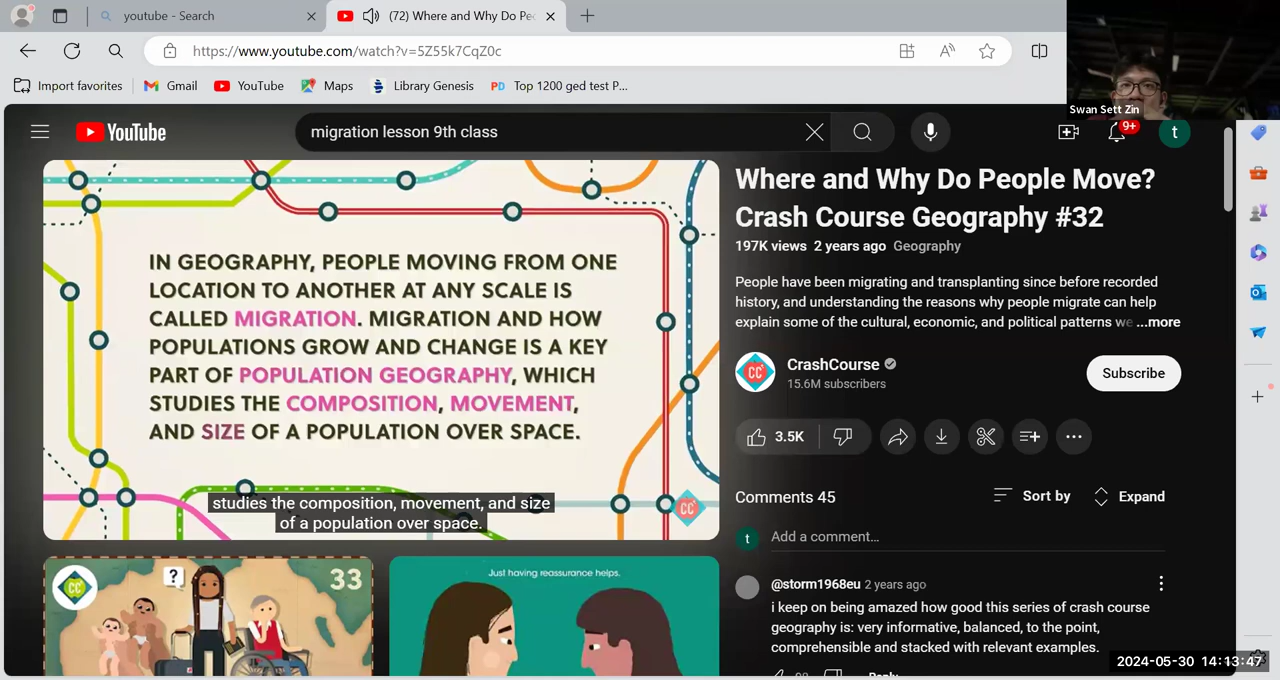 youtube - Search
(72) Where and Why Do Peo
https://www.youtube.com/watch?v=5Z55k7CqZ0c
Import favorites
Gmail
YouTube
Maps
Library Genesis
PD Top 1200 ged test P...
Swan Sett Zin
YouTube
migration lesson 9th class
9+
t
IN GEOGRAPHY, PEOPLE MOVING FROM ONE
LOCATION TO ANOTHER AT ANY SCALE IS
CALLED MIGRATION. MIGRATION AND HOW
POPULATIONS GROW AND CHANGE IS A KEY
PART OF POPULATION GEOGRAPHY, WHICH
STUDIES THE COMPOSITION, MOVEMENT,
AND SIZE OF A POPULATION OVER SPACE.
studies the composition, movement, and size
of a population over space.
CC
Where and Why Do People Move?
Crash Course Geography #32
197K views 2 years ago Geography
People have been migrating and transplanting since before recorded
history, and understanding the reasons why people migrate can help
explain some of the cultural, economic, and political patterns we ...more
CC
CrashCourse
15.6M subscribers
Subscribe
3.5K
Comments 45
Sort by
Expand
t
Add a comment...
@storm1968eu 2 years ago
i keep on being amazed how good this series of crash course
geography is: very informative, balanced, to the point,
comprehensible and stacked with relevant examples.
98
Reply
CC
?
33
Just having reassurance helps.
2024-05-30 14:13:47